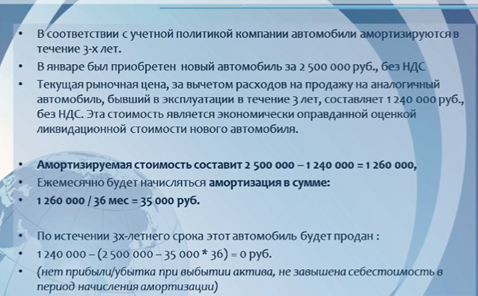 • В соответствии с учетной политикой компании автомобили амортизируются в
течение 3-х лет.
• В январе был приобретен новый автомобиль за 2 500 000 руб., без НДС
• Текущая рыночная цена, за вычетом расходов на продажу на аналогичный
автомобиль, бывший в эксплуатации в течение 3 лет, составляет 1 240 000 руб.,
без НДС. Эта стоимость является экономически оправданной оценкой
ликвидационной стоимости нового автомобиля.
• Амортизируемая стоимость составит 2 500 000 – 1 240 000 = 1 260 000,
• Ежемесячно будет начисляться амортизация в сумме:
• 1 260 000 / 36 мес = 35 000 руб.
• По истечении 3х-летнего срока этот автомобиль будет продан :
• 1 240 000 – (2 500 000 – 35 000 * 36) = 0 руб.
• (нет прибыли/убытка при выбытии актива, не завышена себестоимость в
период начисления амортизации)